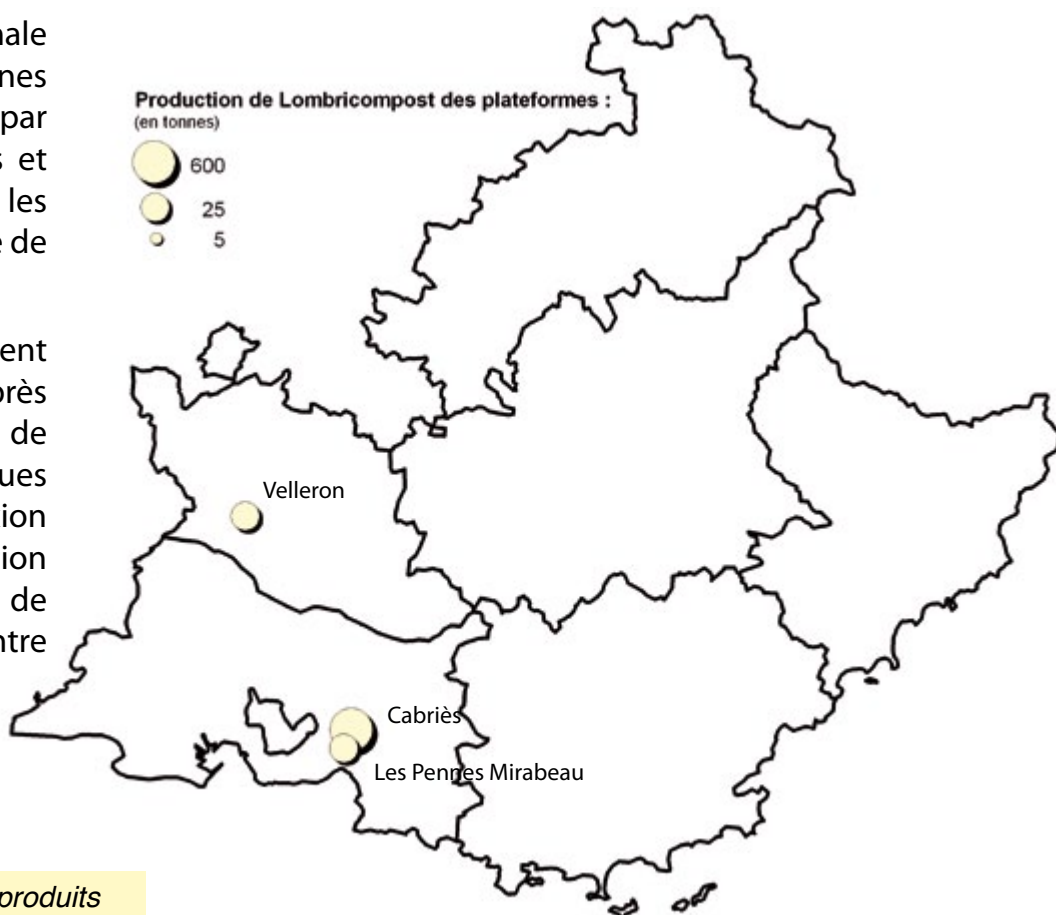 nale
nes
par
s et
les
e de
ent
près
de
ues
tion
ion
de
ntre
Production de Lombricompost des plateformes :
(en tonnes)
600
25
5
Velleron
Cabriès
Les Pennes Mirabeau
produits